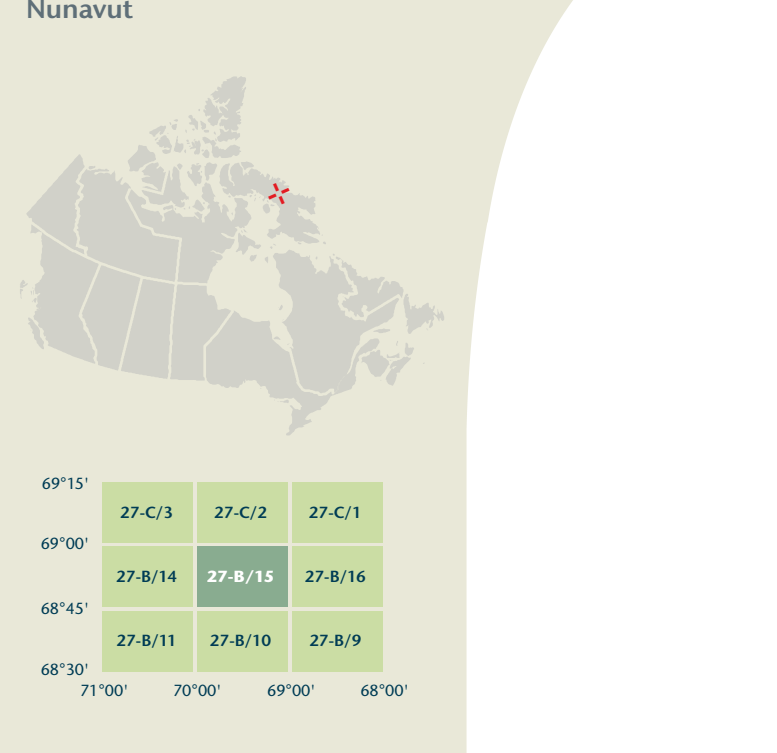 Nunavut
69°15'
27-C/3 27-C/2 27-C/1
69°00'
27-B/14 27-B/15 27-B/16
68°45'
27-B/11 27-B/10 27-B/9
68°30'
71°00' 70°00' 69°00' 68°00'